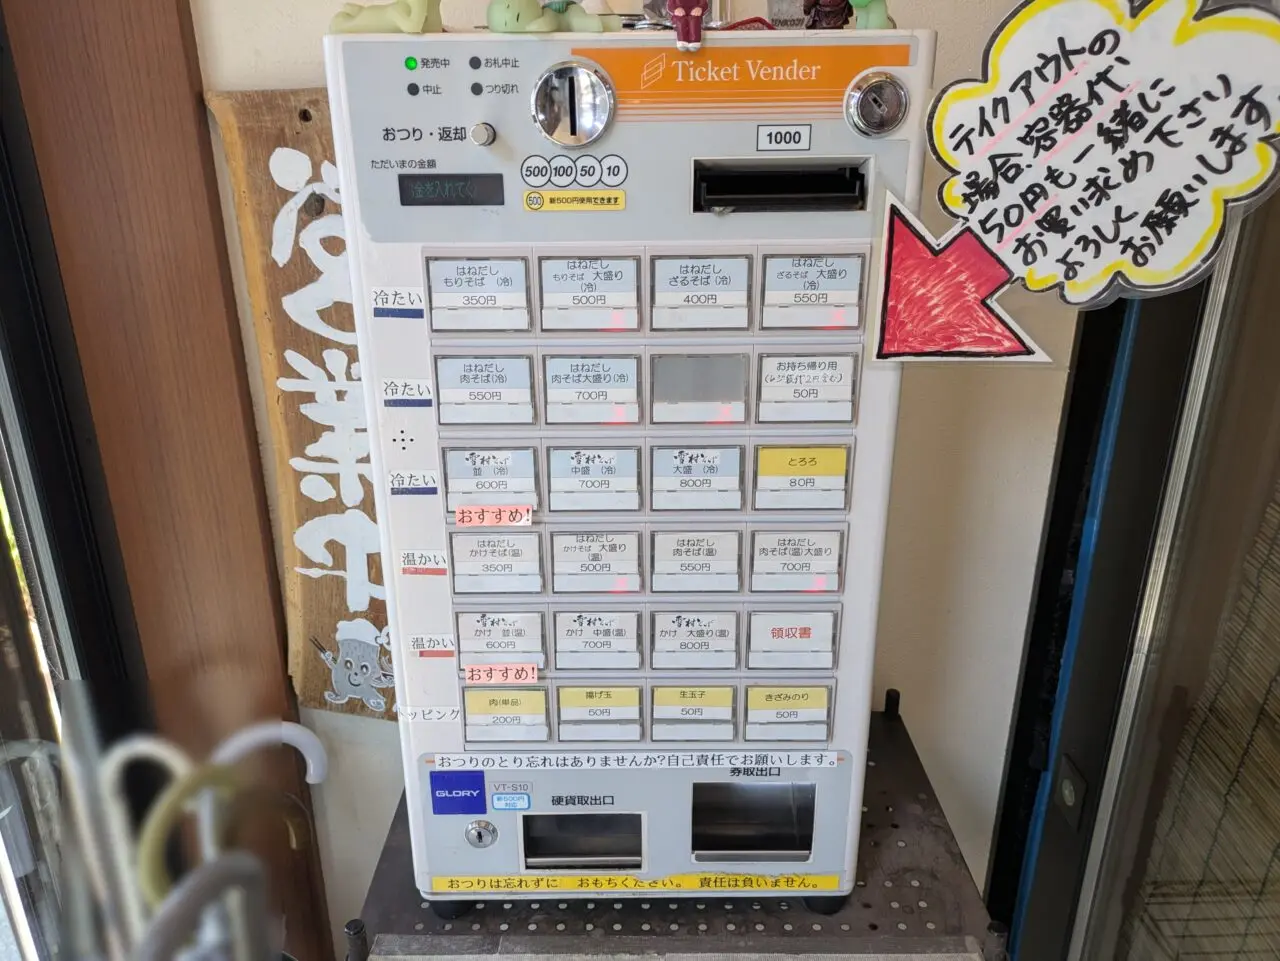 発売中
お札中止
中止
つり切れ
Ticket Vender
おつり・返却
ただいまの金額
金を入れてく
500 100 50 10
500 新500円使用できます
1000
テイクアウトの
場合、容器代、
50円も一緒に
お買い求め下さい
よろしく
お願いします
冷たい
はねだし
もりそば (冷)
350円
はねだし
もりそば 大盛り
(冷)
500円
はねだし
ざるそば (冷)
400円
はねだし
ざるそば 大盛り
(冷)
550円
冷たい
はねだし
肉そば(冷)
550円
はねだし
肉そば大盛り(冷)
700円
お持ち帰り用
50円
冷たい
並 (冷)
600円
中盛 (冷)
700円
大盛 (冷)
800円
とろろ
80円
おすすめ!
温かい
はねだし
かけそば(温)
350円
はねだし
かけそば 大盛り
(温)
500円
はねだし
肉そば(温)
550円
はねだし
肉そば(温)大盛り
700円
温かい
かけ 並(温)
600円
かけ 中盛(温)
700円
かけ 大盛り(温)
800円
領収書
おすすめ!
トッピング
肉(単品)
200円
揚げ玉
50円
生玉子
50円
きざみのり
50円
おつりのとり忘れはありませんか?自己責任でお願いします。
GLORY
VT-S10
新500円
対応
硬貨取出口
券取出口
おつりは忘れずに おもちください。 責任は負いません。